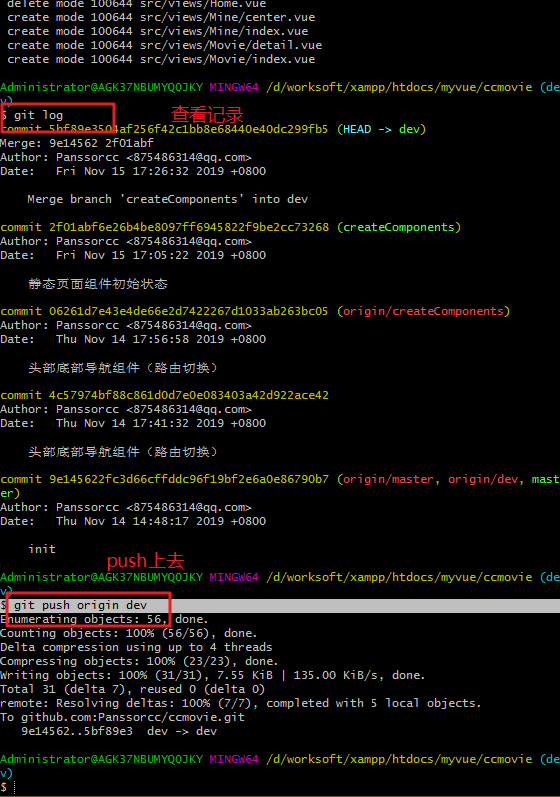 delete mode 100644 src/views/Home.vue
create mode 100644 src/views/Mine/center.vue
create mode 100644 src/views/Mine/index.vue
create mode 100644 src/views/Movie/detail.vue
create mode 100644 src/views/Movie/index.vue
Administrator@AGK37NBUMYQOJKY MINGW64 /d/worksoft/xampp/htdocs/myvue/ccmovie (de
v)
$ git log
查看记录
commit 5bf89e3504af256f42c1bb8e68440e40dc299fb5 (HEAD -> dev)
Merge: 9e14562 2f01abf
Author: Panssorcc <875486314@qq.com>
Date:   Fri Nov 15 17:26:32 2019 +0800
Merge branch 'createComponents' into dev
commit 2f01abf6e26b4be8097ff6945822f9be2cc73268 (createComponents)
Author: Panssorcc <875486314@qq.com>
Date:   Fri Nov 15 17:05:22 2019 +0800
静态页面组件初始状态
commit 06261d7e43e4de66e2d7422267d1033ab263bc05 (origin/createComponents)
Author: Panssorcc <875486314@qq.com>
Date:   Thu Nov 14 17:56:58 2019 +0800
头部底部导航组件（路由切换）
commit 4c57974bf88c861d0d7e0e083403a42d922ace42
Author: Panssorcc <875486314@qq.com>
Date:   Thu Nov 14 17:41:32 2019 +0800
头部底部导航组件（路由切换）
commit 9e145622fc3d66cffddc96f19bf2e6a0e86790b7 (origin/master, origin/dev, mast
er)
Author: Panssorcc <875486314@qq.com>
Date:   Thu Nov 14 14:48:17 2019 +0800
init
push上去
Administrator@AGK37NBUMYQOJKY MINGW64 /d/worksoft/xampp/htdocs/myvue/ccmovie (de
v)
$ git push origin dev
Enumerating objects: 56, done.
Counting objects: 100% (56/56), done.
Delta compression using up to 4 threads
Compressing objects: 100% (23/23), done.
Writing objects: 100% (31/31), 7.55 KiB | 135.00 KiB/s, done.
Total 31 (delta 7), reused 0 (delta 0)
remote: Resolving deltas: 100% (7/7), completed with 5 local objects.
To github.com:Panssorcc/ccmovie.git
9e14562..5bf89e3  dev -> dev
Administrator@AGK37NBUMYQOJKY MINGW64 /d/worksoft/xampp/htdocs/myvue/ccmovie (de
v)
$